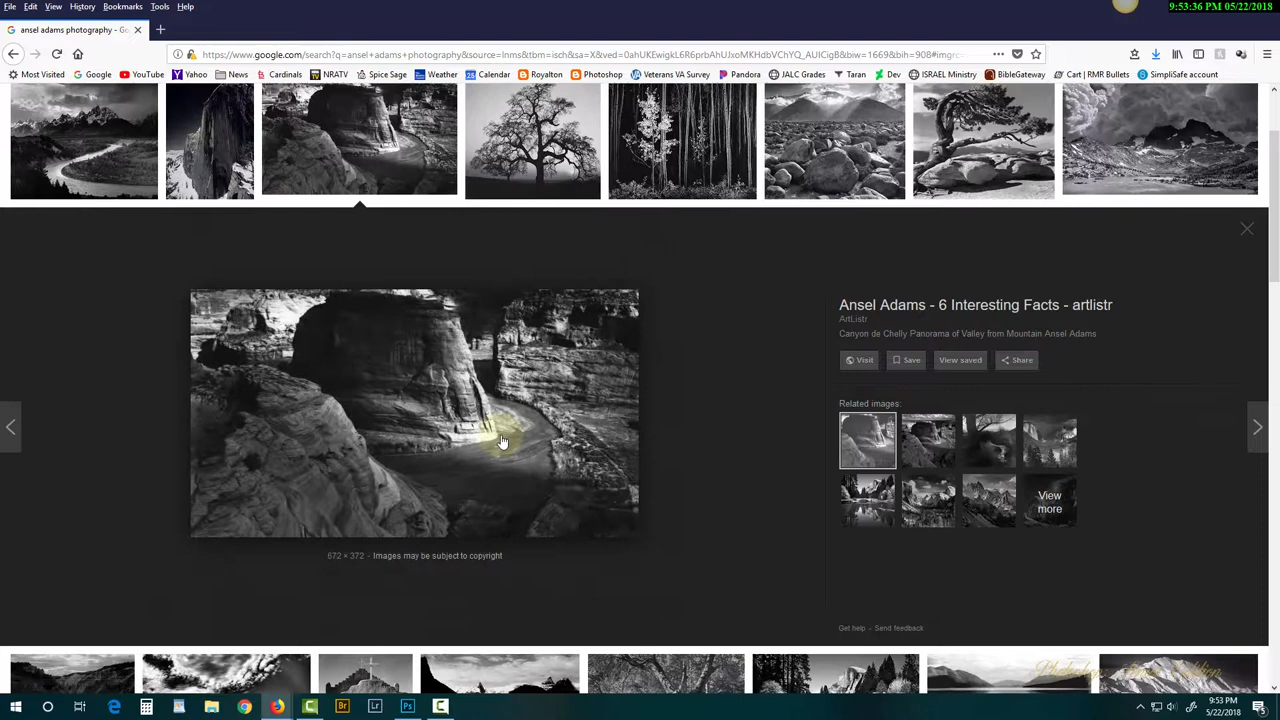 9:53:36 PM 05/22/2018
File Edit View History Bookmarks Tools Help
ansel adams photography - Go
https://www.google.com/search?q=ansel+adams+photography&source=lnms&tbm=isch&sa=X&ved=0ahUKEwigkL6R6prbAhUJxoMKHdbVChYQ_AUICigB&biw=1669&bih=908#imgrc
Most Visited Google YouTube Yahoo News Cardinals NRATV Spice Sage Weather Calendar Royalton Photoshop Veterans VA Survey Pandora JALC Grades Taran Dev ISRAEL Ministry BibleGateway Cart | RMR Bullets SimpliSafe account
Ansel Adams - 6 Interesting Facts - artlistr
ArtListr
Canyon de Chelly Panorama of Valley from Mountain Ansel Adams
Visit Save View saved Share
Related images:
View
more
672 × 372 - Images may be subject to copyright
Get help - Send feedback
Br Lr Ps
9:53 PM
5/22/2018
5